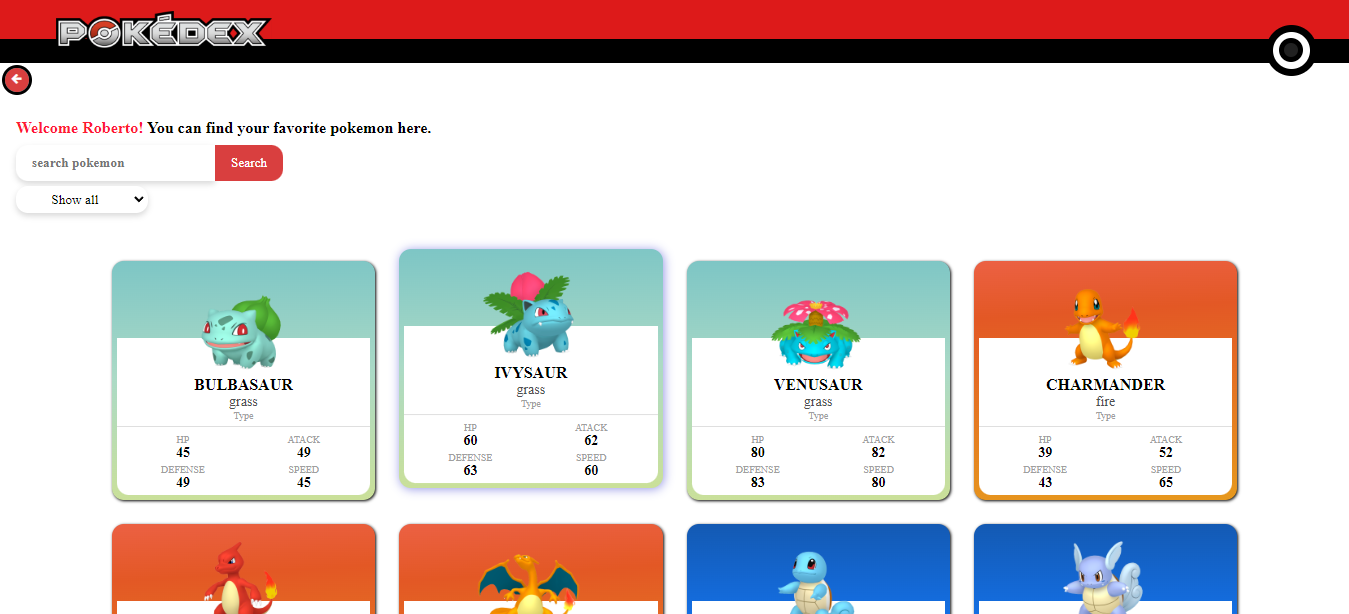 POKÉDEX
Welcome Roberto! You can find your favorite pokemon here.
search pokemon Search
Show all
BULBASAUR
grass
Type
HP ATACK
45 49
DEFENSE SPEED
49 45
IVYSAUR
grass
Type
HP ATACK
60 62
DEFENSE SPEED
63 60
VENUSAUR
grass
Type
HP ATACK
80 82
DEFENSE SPEED
83 80
CHARMANDER
fire
Type
HP ATACK
39 52
DEFENSE SPEED
43 65